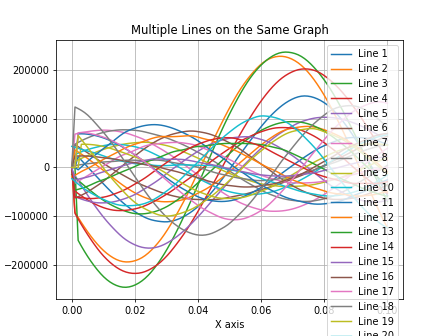 Multiple Lines on the Same Graph
200000
100000
0
−100000
−200000
0.00
0.02
0.04
0.06
X axis
Line 1
Line 2
Line 3
Line 4
Line 5
Line 6
Line 7
Line 8
Line 9
Line 10
Line 11
Line 12
Line 13
Line 14
Line 15
Line 16
Line 17
Line 18
Line 19